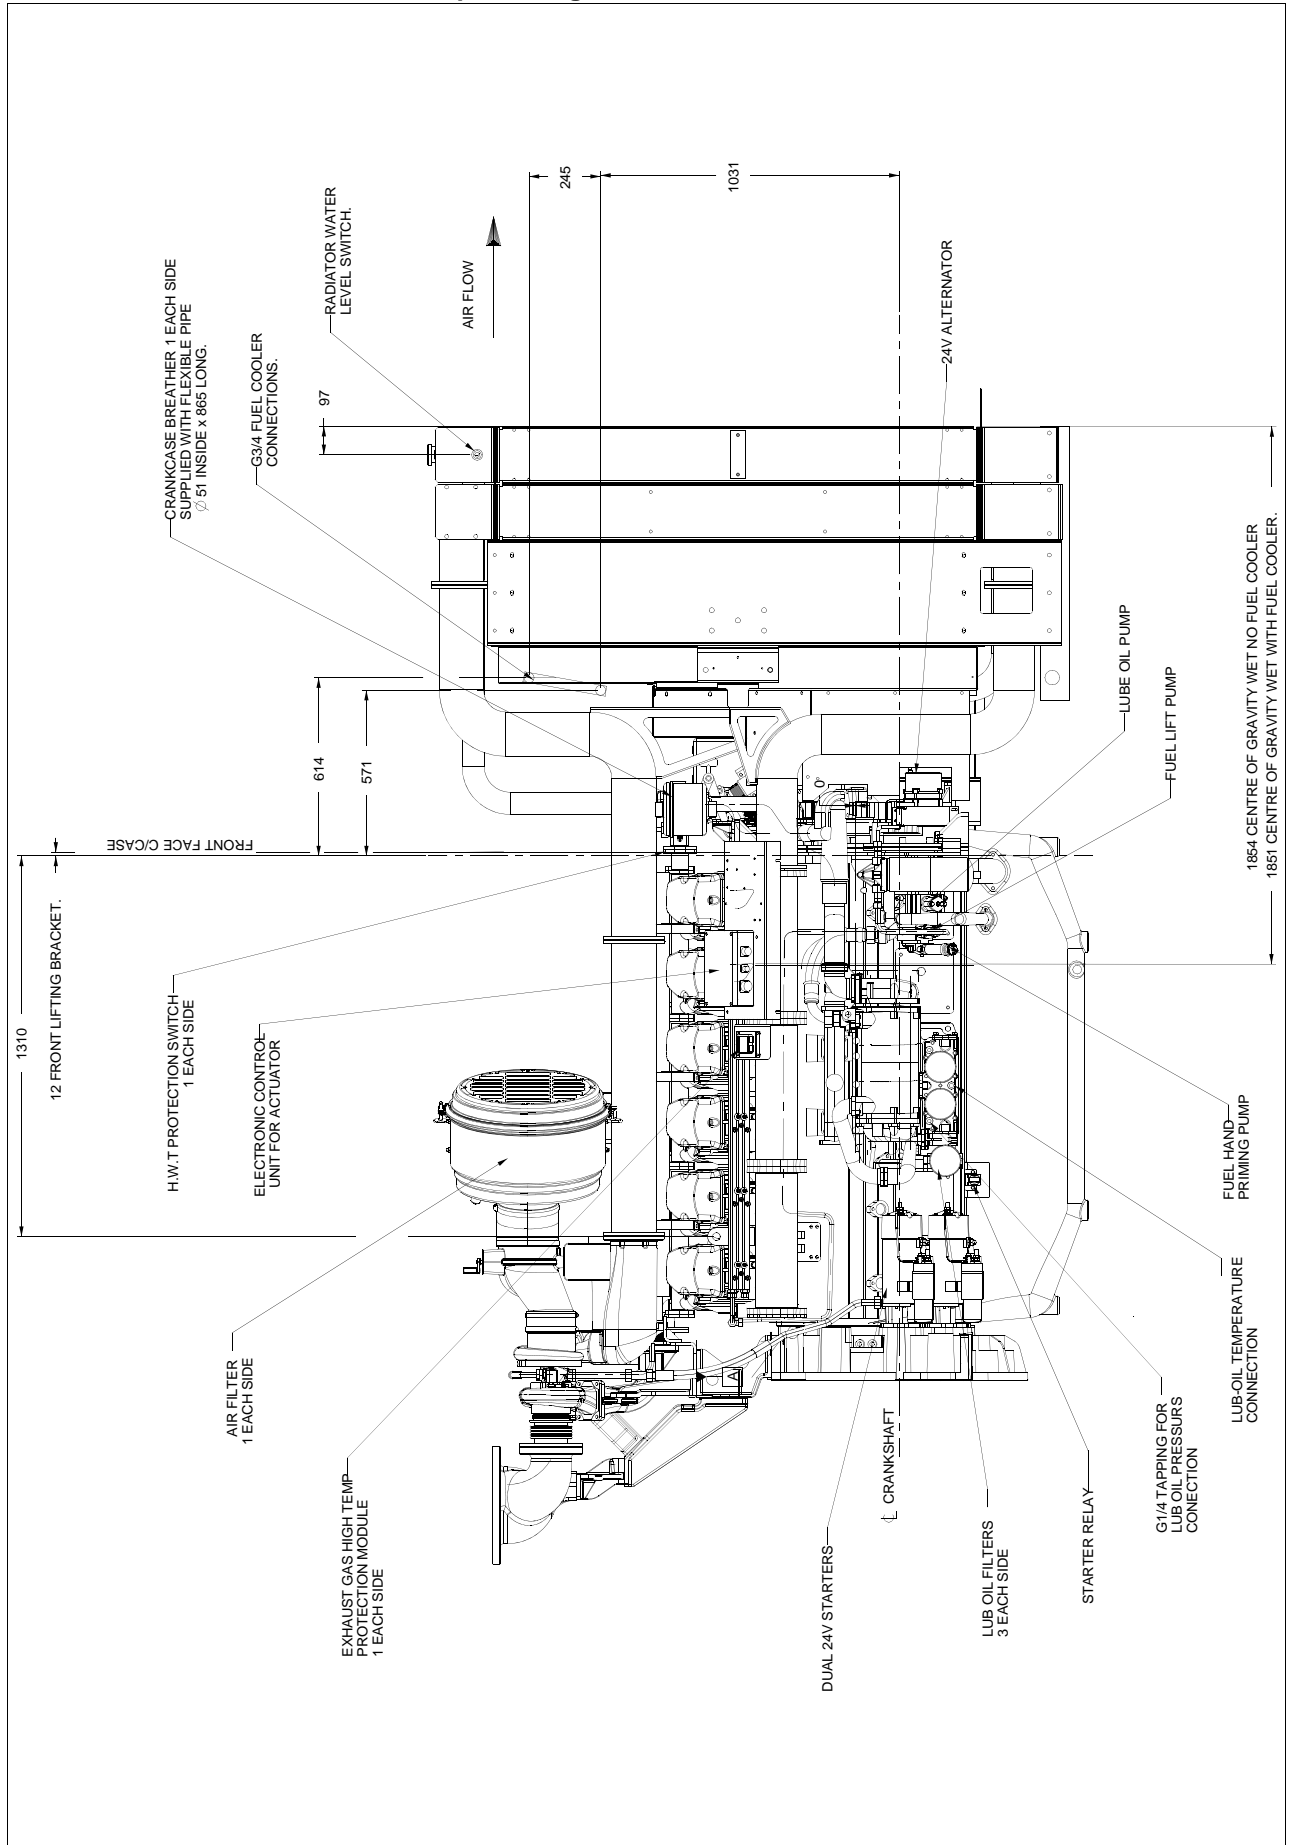 245
1031
RADIATOR WATER
LEVEL SWITCH.
AIR FLOW
CRANKCASE BREATHER 1 EACH SIDE
SUPPLIED WITH FLEXIBLE PIPE
∅ 51 INSIDE x 865 LONG.
G3/4 FUEL COOLER
CONNECTIONS.
97
24V ALTERNATOR
LUBE OIL PUMP
FUEL LIFT PUMP
1854 CENTRE OF GRAVITY WET NO FUEL COOLER
1851 CENTRE OF GRAVITY WET WITH FUEL COOLER.
614
571
FRONT FACE C/CASE
12 FRONT LIFTING BRACKET.
1310
H.W.T PROTECTION SWITCH
1 EACH SIDE
ELECTRONIC CONTROL
UNIT FOR ACTUATOR
0
FUEL HAND
PRIMING PUMP
AIR FILTER
1 EACH SIDE
A
LUB-OIL TEMPERATURE
CONNECTION
EXHAUST GAS HIGH TEMP
PROTECTION MODULE
1 EACH SIDE
CRANKSHAFT
G1/4 TAPPING FOR
LUB OIL PRESSURS
CONECTION
STARTER RELAY
LUB OIL FILTERS
3 EACH SIDE
DUAL 24V STARTERS